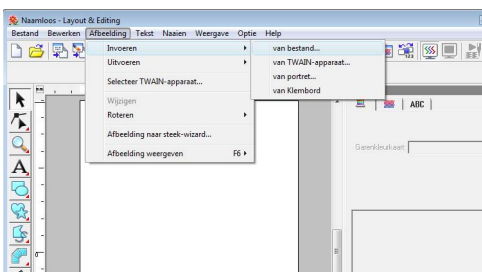 Naamloos - Layout & Editing
Bestand Bewerken Afbeelding Tekst Naaien Weergave Optie Help
Invoeren
Uitvoeren
Selecteer TWAIN-apparaat...
Wijzigen
Roteren
Afbeelding naar steek-wizard...
Afbeelding weergeven F6
van bestand...
van TWAIN-apparaat...
van portret...
van Klembord
ABC
Garenkleurkaart
A